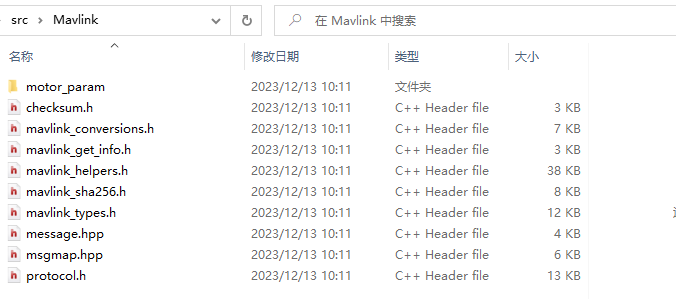 src › Mavlink 在 Mavlink 中搜索
名称 修改日期 类型 大小
motor_param 2023/12/13 10:11 文件夹
checksum.h 2023/12/13 10:11 C++ Header file 3 KB
mavlink_conversions.h 2023/12/13 10:11 C++ Header file 7 KB
mavlink_get_info.h 2023/12/13 10:11 C++ Header file 3 KB
mavlink_helpers.h 2023/12/13 10:11 C++ Header file 38 KB
mavlink_sha256.h 2023/12/13 10:11 C++ Header file 8 KB
mavlink_types.h 2023/12/13 10:11 C++ Header file 12 KB
message.hpp 2023/12/13 10:11 C++ Header file 4 KB
msgmap.hpp 2023/12/13 10:11 C++ Header file 6 KB
protocol.h 2023/12/13 10:11 C++ Header file 13 KB